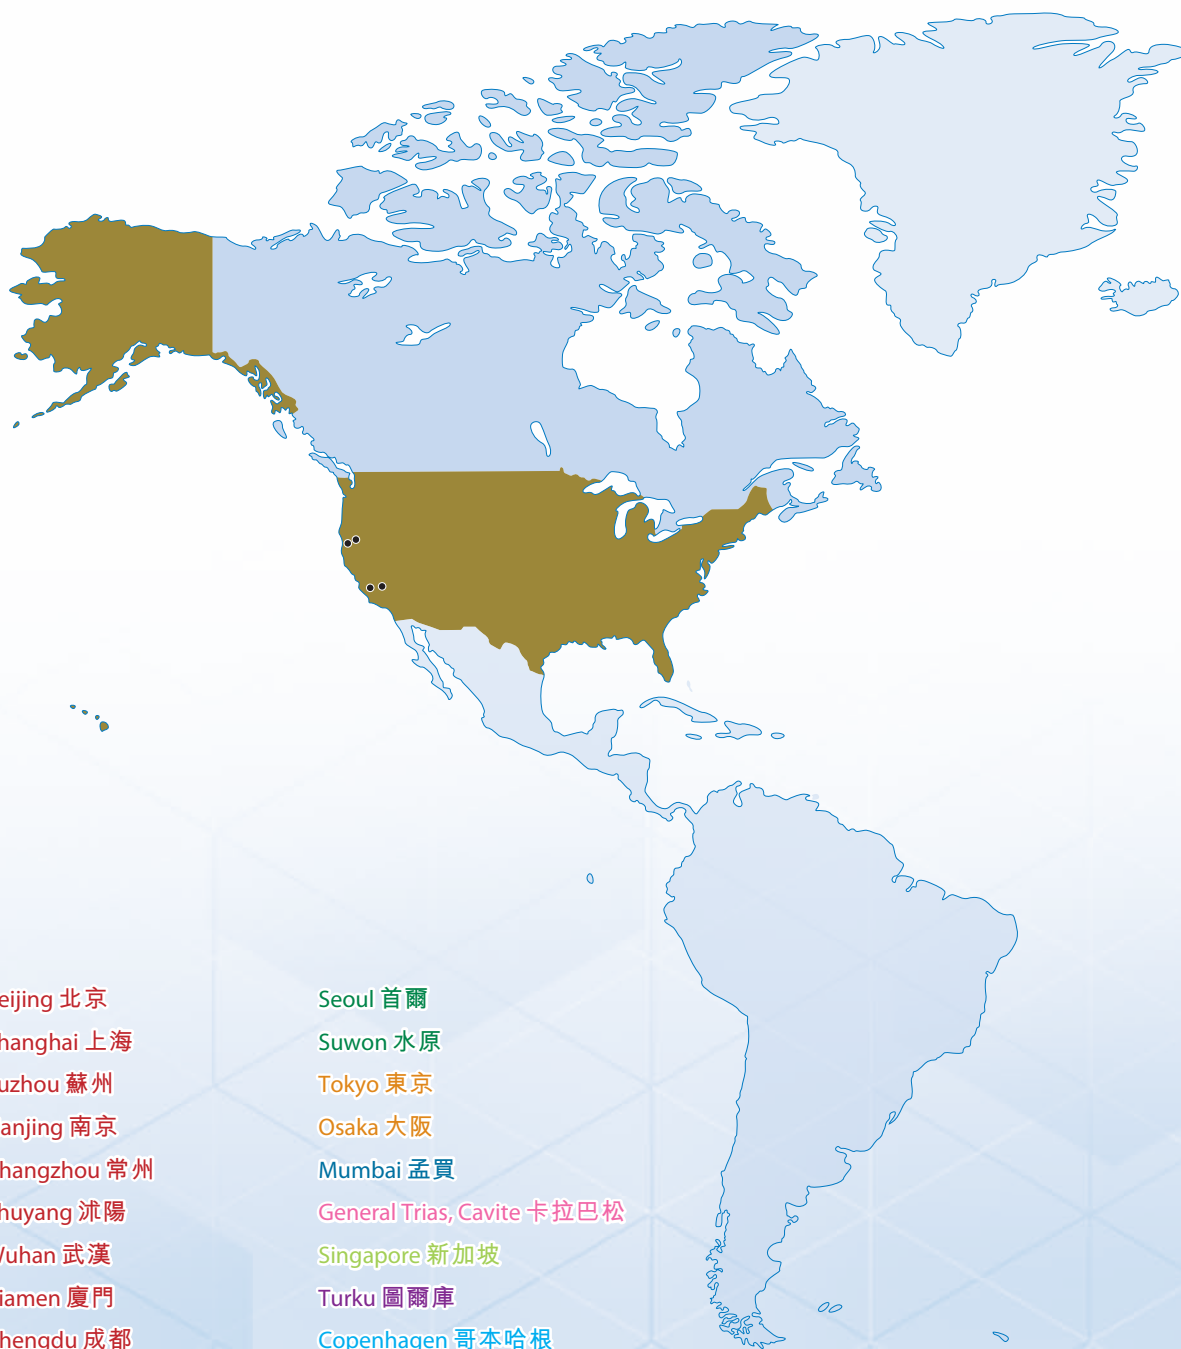 eijing 北京
hanghai 上海
uzhou 蘇州
anjing 南京
hangzhou 常州
huyang 沭陽
uhan 武漢
iamen 廈門
hengdu 成都
Seoul 首爾
Suwon 水原
Tokyo 東京
Osaka 大阪
Mumbai 孟買
General Trias, Cavite 卡拉巴松
Singapore 新加坡
Turku 圖爾庫
Copenhagen 哥本哈根